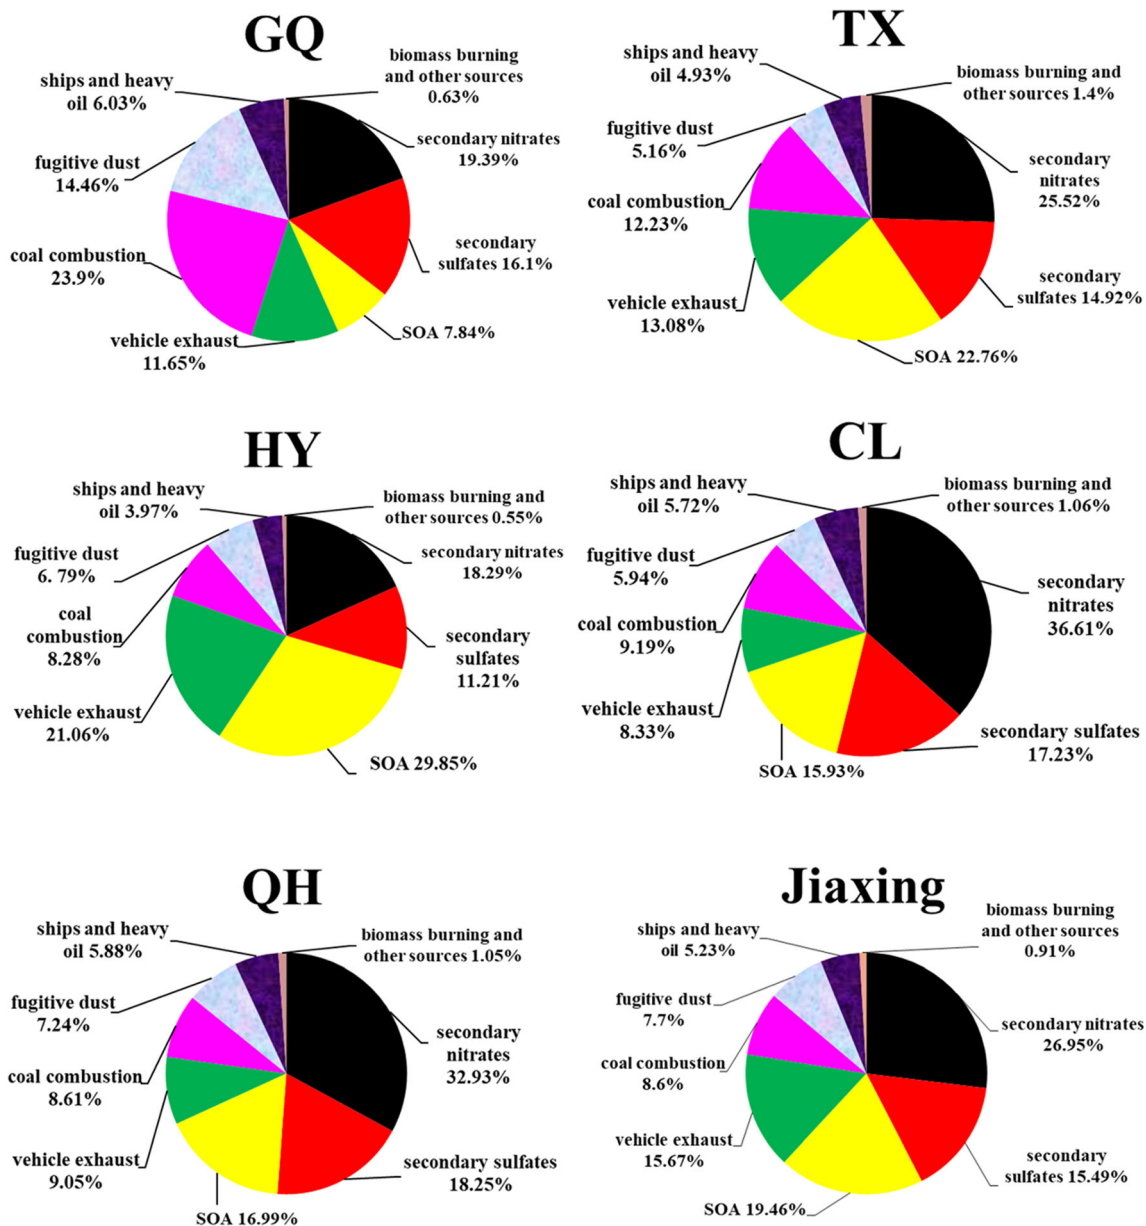 GQ
ships and heavy
oil 6.03%
biomass burning
and other sources
0.63%
fugitive dust
14.46%
secondary nitrates
19.39%
coal combustion
23.9%
secondary
sulfates 16.1%
vehicle exhaust
11.65%
SOA 7.84%
TX
ships and heavy
oil 4.93%
biomass burning and
other sources 1.4%
fugitive dust
5.16%
secondary
nitrates
25.52%
coal combustion
12.23%
vehicle exhaust
13.08%
secondary
sulfates 14.92%
SOA 22.76%
HY
ships and heavy
oil 3.97%
biomass burning and
other sources 0.55%
fugitive dust
6. 79%
secondary nitrates
18.29%
coal
combustion
8.28%
secondary
sulfates
11.21%
vehicle exhaust
21.06%
SOA 29.85%
CL
ships and heavy
oil 5.72%
biomass burning and
other sources 1.06%
fugitive dust
5.94%
secondary
nitrates
36.61%
coal combustion
9.19%
vehicle exhaust
8.33%
secondary sulfates
17.23%
SOA 15.93%
QH
ships and heavy
oil 5.88%
biomass burning and
other sources 1.05%
fugitive dust
7.24%
secondary
nitrates
32.93%
coal combustion
8.61%
vehicle exhaust
9.05%
secondary sulfates
18.25%
SOA 16.99%
Jiaxing
ships and heavy
oil 5.23%
biomass burning
and other sources
0.91%
fugitive dust
7.7%
secondary nitrates
26.95%
coal combustion
8.6%
vehicle exhaust
15.67%
secondary
sulfates 15.49%
SOA 19.46%